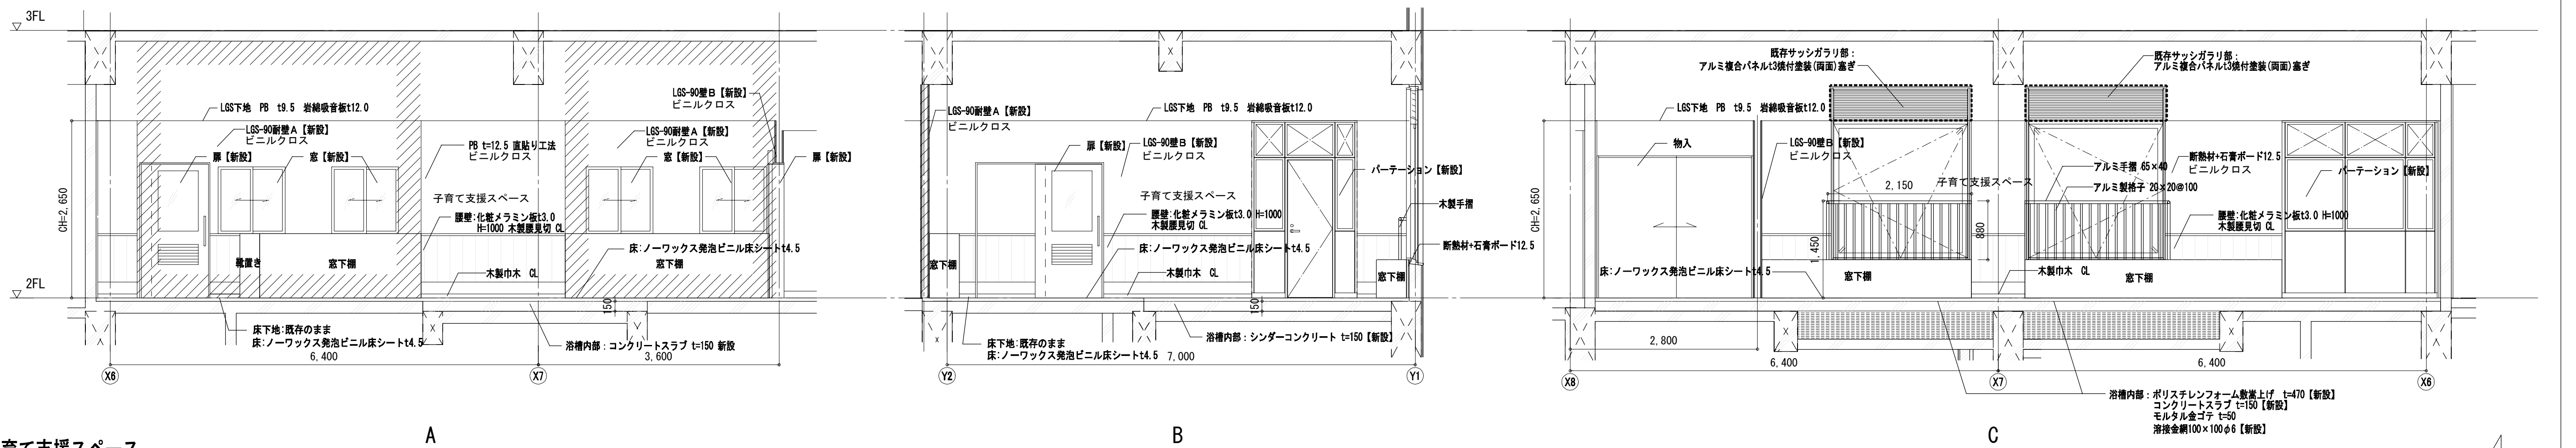 3FL
LGS下地　PB　t9.5　岩綿吸音板t12.0
LGS-90耐壁A【新設】
ビニルクロス
扉【新設】
窓【新設】
PB t=12.5 直貼り工法
ビニルクロス
LGS-90耐壁A【新設】
ビニルクロス
窓【新設】
LGS-90壁B【新設】
ビニルクロス
扉【新設】
CH=2,650
子育て支援スペース
腰壁:化粧メラミン板t3.0
H=1000 木製腰見切 CL
床:ノーワックス発泡ビニル床シートt4.5
靴置き
窓下棚
木製巾木　CL
窓下棚
2FL
150
床下地:既存のまま
床:ノーワックス発泡ビニル床シートt4.5
浴槽内部：コンクリートスラブ t=150 新設
6,400
3,600
X6
X7
A
LGS-90耐壁A【新設】
ビニルクロス
LGS下地　PB　t9.5　岩綿吸音板t12.0
扉【新設】
LGS-90壁B【新設】
ビニルクロス
パーテーション【新設】
子育て支援スペース
木製手摺
腰壁:化粧メラミン板t3.0 H=1000
木製腰見切 CL
床:ノーワックス発泡ビニル床シートt4.5
断熱材+石膏ボード12.5
窓下棚
木製巾木　CL
窓下棚
150
床下地:既存のまま
床:ノーワックス発泡ビニル床シートt4.5
浴槽内部：シンダーコンクリート t=150【新設】
7,000
Y2
Y1
B
既存サッシガラリ部：
アルミ複合パネルt3焼付塗装(両面)塞ぎ
既存サッシガラリ部：
アルミ複合パネルt3焼付塗装(両面)塞ぎ
LGS下地　PB　t9.5　岩綿吸音板t12.0
物入
LGS-90壁B【新設】
ビニルクロス
アルミ手摺 65×40
断熱材+石膏ボード12.5
ビニルクロス
パーテーション【新設】
2,150
子育て支援スペース
アルミ製格子 20×20@100
CH=2,650
1,450
880
腰壁:化粧メラミン板t3.0 H=1000
木製腰見切 CL
床:ノーワックス発泡ビニル床シートt4.5
窓下棚
木製巾木　CL
窓下棚
2,800
6,400
6,400
X8
X7
X6
浴槽内部：ポリスチレンフォーム敷嵩上げ　t=470【新設】
コンクリートスラブ t=150【新設】
モルタル金ゴテ t=50
溶接金網100×100φ6【新設】
C
育て支援スペース